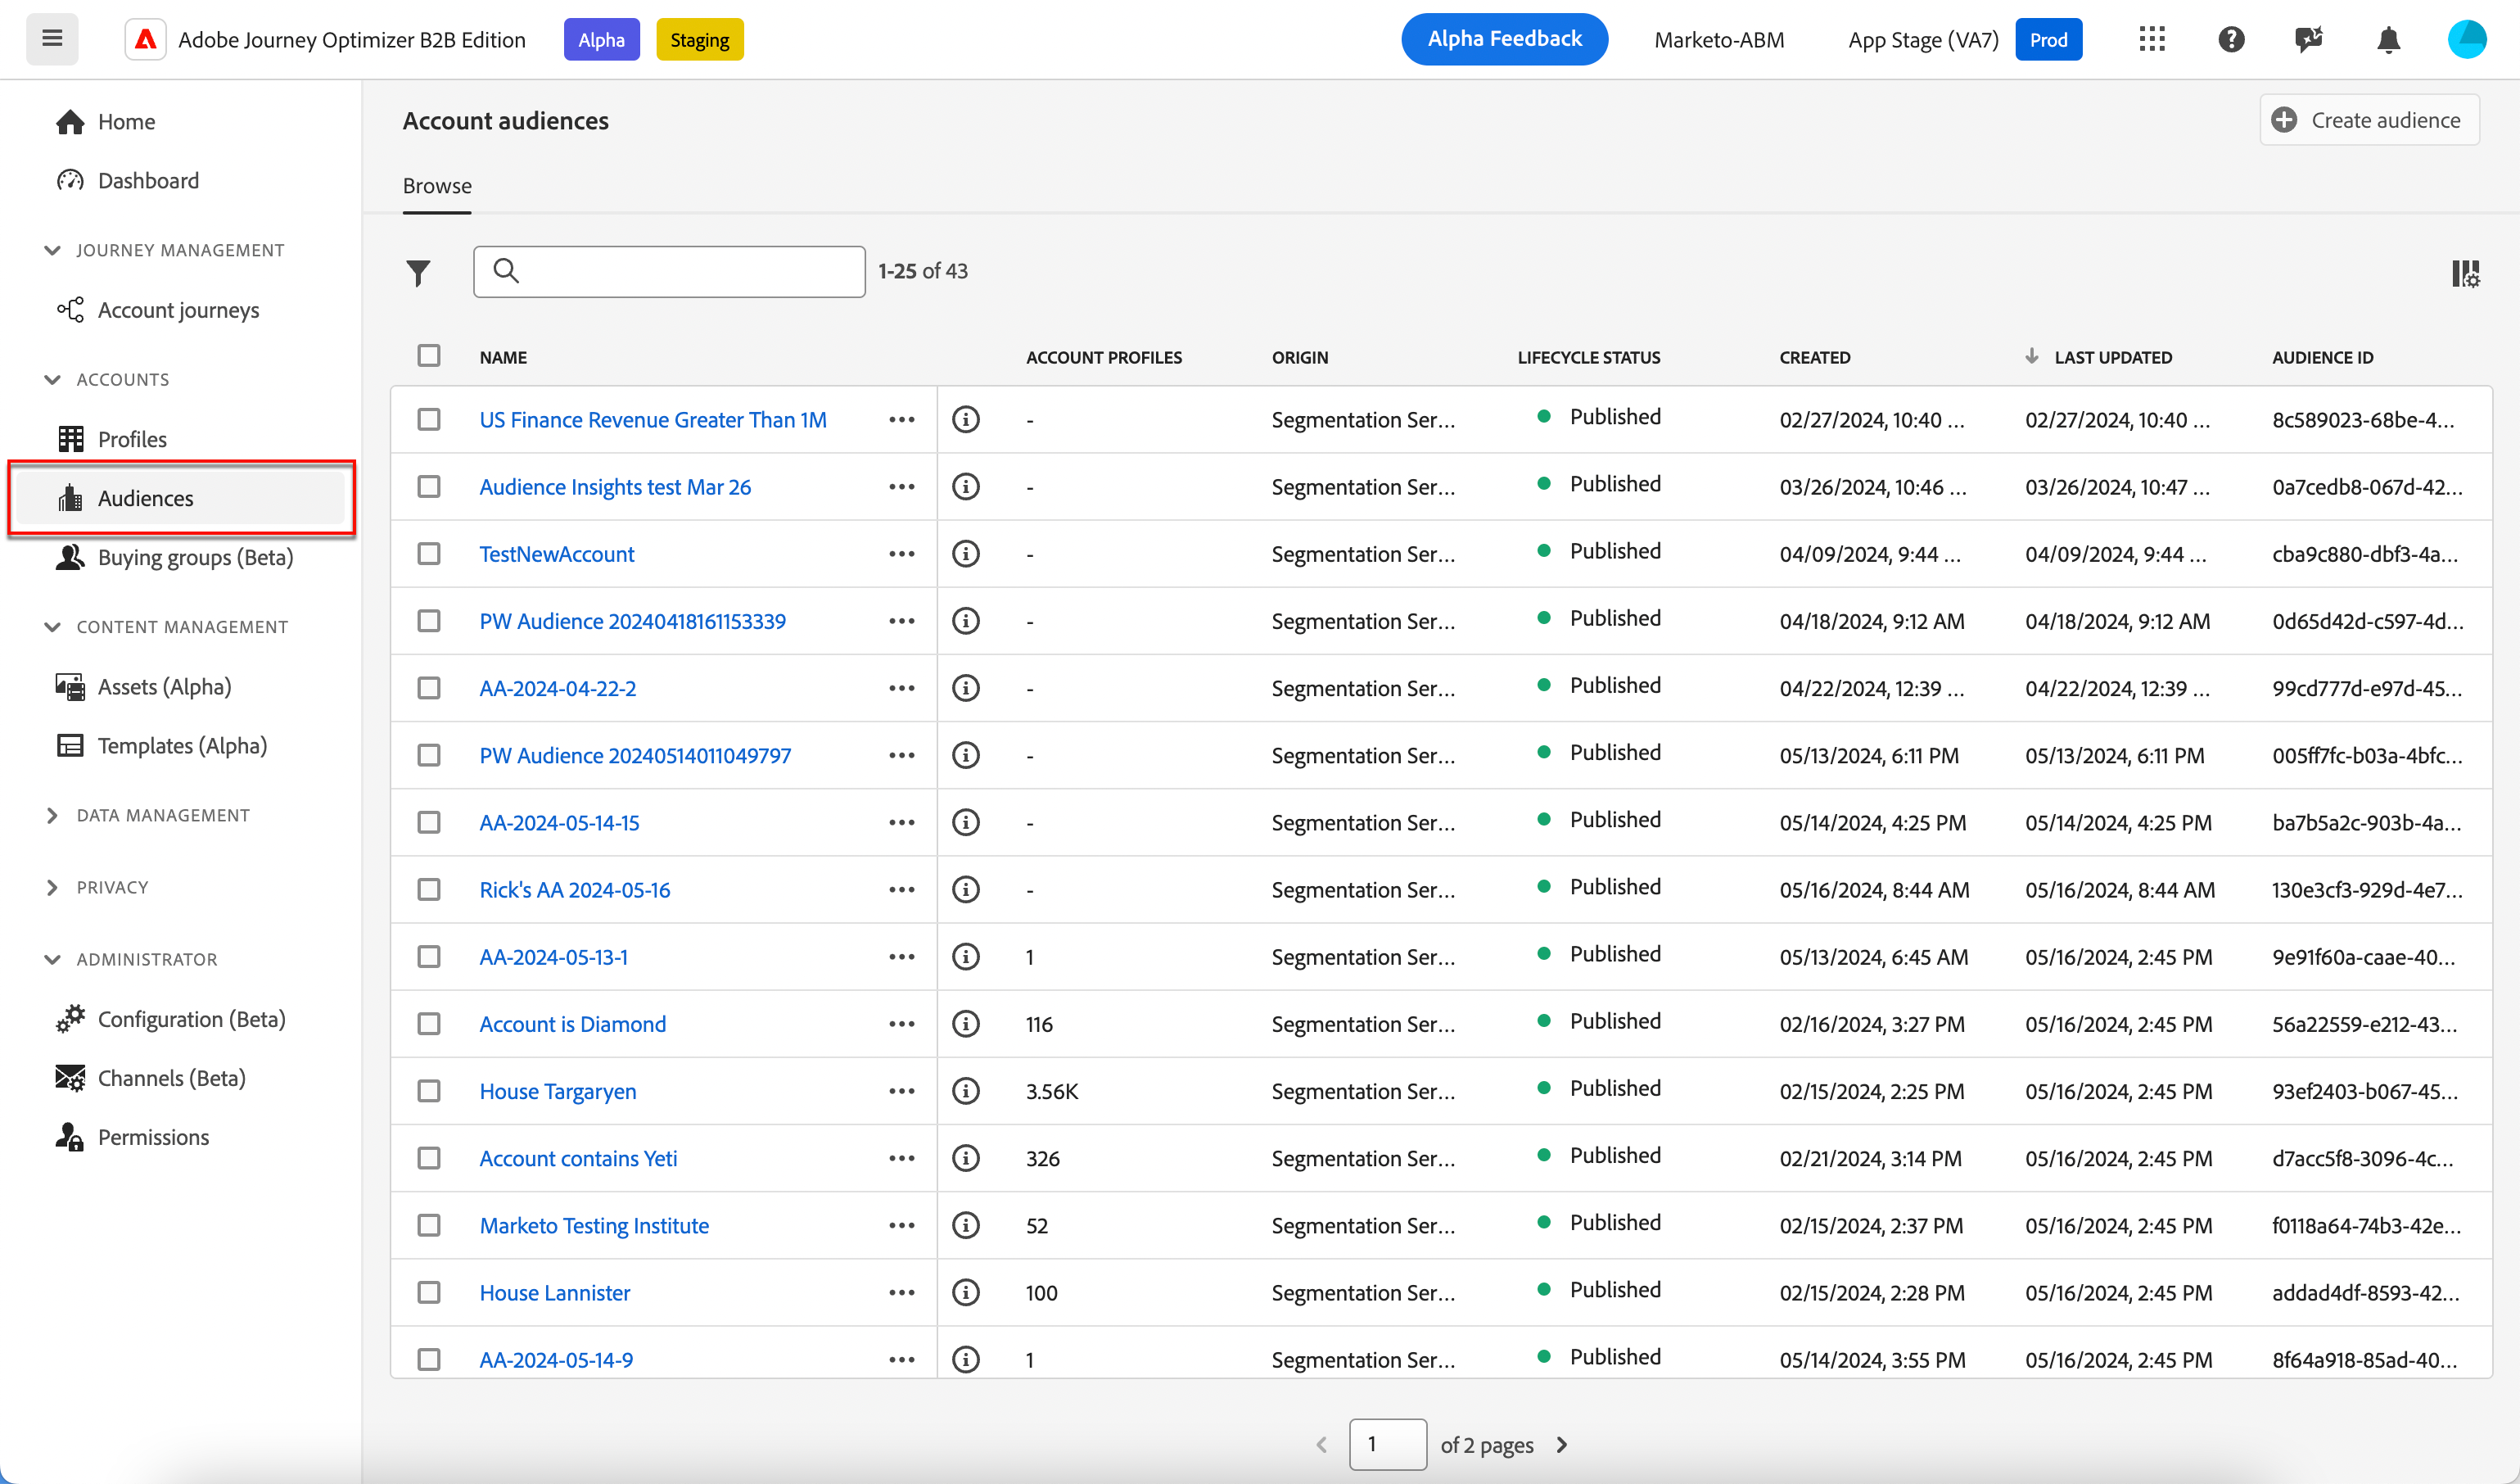 Adobe Journey Optimizer B2B Edition Alpha Staging Alpha Feedback Marketo-ABM App Stage (VA7) Prod
Home
Dashboard
JOURNEY MANAGEMENT
Account journeys
ACCOUNTS
Profiles
Audiences
Buying groups (Beta)
CONTENT MANAGEMENT
Assets (Alpha)
Templates (Alpha)
DATA MANAGEMENT
PRIVACY
ADMINISTRATOR
Configuration (Beta)
Channels (Beta)
Permissions
Account audiences
Create audience
Browse
1-25 of 43
NAME ACCOUNT PROFILES ORIGIN LIFECYCLE STATUS CREATED LAST UPDATED AUDIENCE ID
US Finance Revenue Greater Than 1M - Segmentation Ser... Published 02/27/2024, 10:40 ... 02/27/2024, 10:40 ... 8c589023-68be-4...
Audience Insights test Mar 26 - Segmentation Ser... Published 03/26/2024, 10:46 ... 03/26/2024, 10:47 ... 0a7cedb8-067d-42...
TestNewAccount - Segmentation Ser... Published 04/09/2024, 9:44 ... 04/09/2024, 9:44 ... cba9c880-dbf3-4a...
PW Audience 20240418161153339 - Segmentation Ser... Published 04/18/2024, 9:12 AM 04/18/2024, 9:12 AM 0d65d42d-c597-4d...
AA-2024-04-22-2 - Segmentation Ser... Published 04/22/2024, 12:39 ... 04/22/2024, 12:39 ... 99cd777d-e97d-45...
PW Audience 20240514011049797 - Segmentation Ser... Published 05/13/2024, 6:11 PM 05/13/2024, 6:11 PM 005ff7fc-b03a-4bfc...
AA-2024-05-14-15 - Segmentation Ser... Published 05/14/2024, 4:25 PM 05/14/2024, 4:25 PM ba7b5a2c-903b-4a...
Rick's AA 2024-05-16 - Segmentation Ser... Published 05/16/2024, 8:44 AM 05/16/2024, 8:44 AM 130e3cf3-929d-4e7...
AA-2024-05-13-1 1 Segmentation Ser... Published 05/13/2024, 6:45 AM 05/16/2024, 2:45 PM 9e91f60a-caae-40...
Account is Diamond 116 Segmentation Ser... Published 02/16/2024, 3:27 PM 05/16/2024, 2:45 PM 56a22559-e212-43...
House Targaryen 3.56K Segmentation Ser... Published 02/15/2024, 2:25 PM 05/16/2024, 2:45 PM 93ef2403-b067-45...
Account contains Yeti 326 Segmentation Ser... Published 02/21/2024, 3:14 PM 05/16/2024, 2:45 PM d7acc5f8-3096-4c...
Marketo Testing Institute 52 Segmentation Ser... Published 02/15/2024, 2:37 PM 05/16/2024, 2:45 PM f0118a64-74b3-42e...
House Lannister 100 Segmentation Ser... Published 02/15/2024, 2:28 PM 05/16/2024, 2:45 PM addad4df-8593-42...
AA-2024-05-14-9 1 Segmentation Ser... Published 05/14/2024, 3:55 PM 05/16/2024, 2:45 PM 8f64a918-85ad-40...
1 of 2 pages